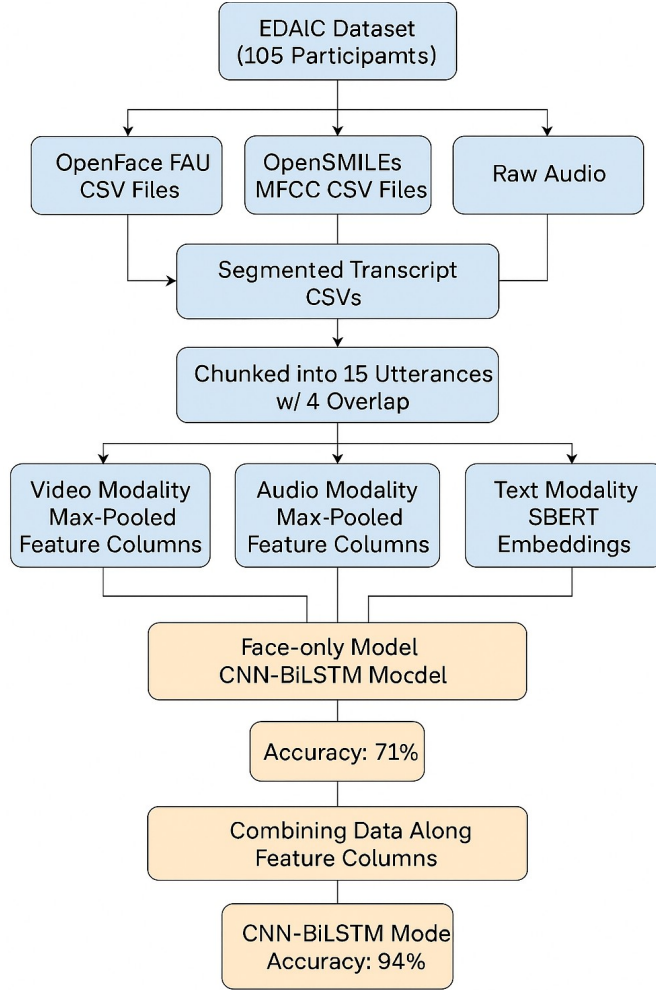 EDAIC Dataset
(105 Participamts)
OpenFace FAU
CSV Files
OpenSMILEs
MFCC CSV Files
Raw Audio
Segmented Transcript
CSVs
Chunked into 15 Utterances
w/ 4 Overlap
Video Modality
Max-Pooled
Feature Columns
Audio Modality
Max-Pooled
Feature Columns
Text Modality
SBERT
Embeddings
Face-only Model
CNN-BiLSTM Mocdel
Accuracy: 71%
Combining Data Along
Feature Columns
CNN-BiLSTM Mode
Accuracy: 94%